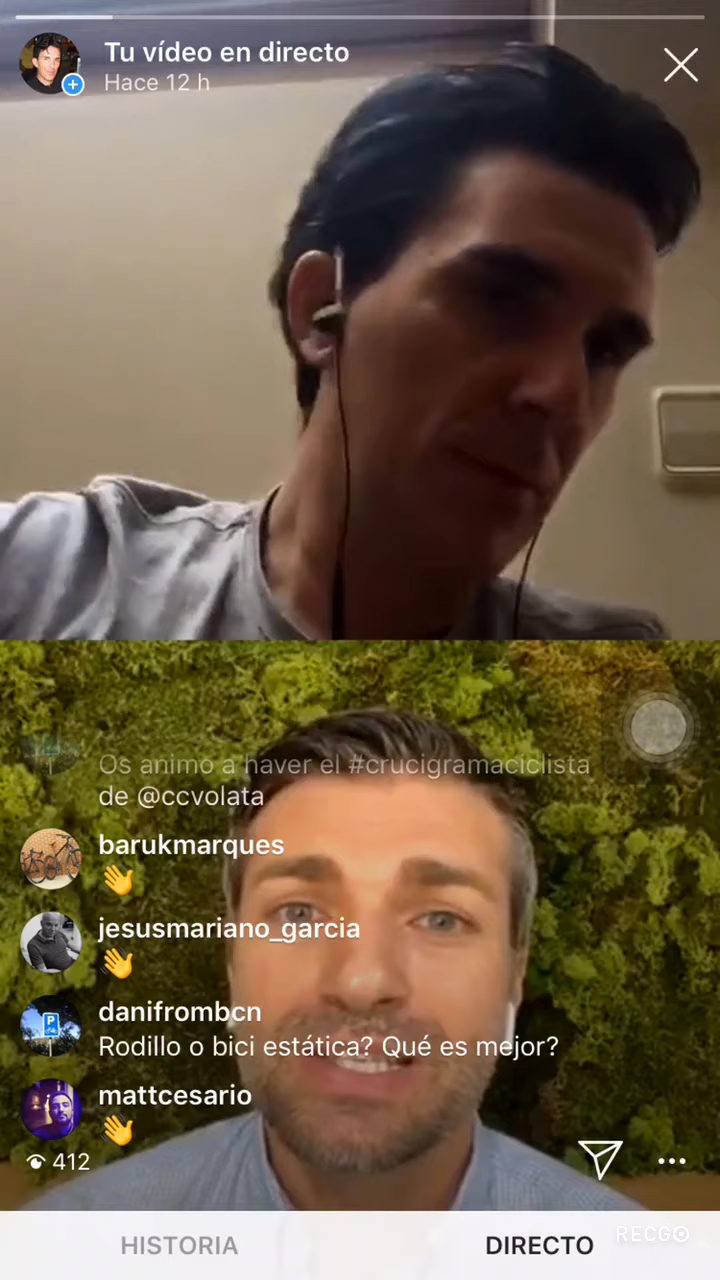 Tu vídeo en directo
Hace 12 h
Os animo a haver el #crucigramaciclista
de @ccvolata
barukmarques
👋
jesusmariano_garcia
👋
danifrombcn
P
Rodillo o bici estática? Qué es mejor?
mattcesario
👋
412
HISTORIA
DIRECTO
RECGO